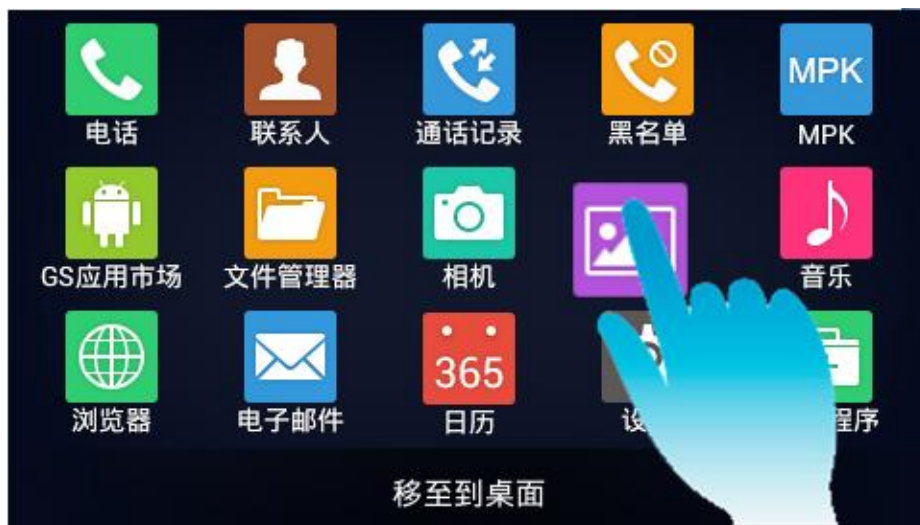 电话 联系人 通话记录 黑名单 MPK MPK
GS应用市场 文件管理器 相机 音乐
浏览器 电子邮件 365 日历 设 程序
移至到桌面